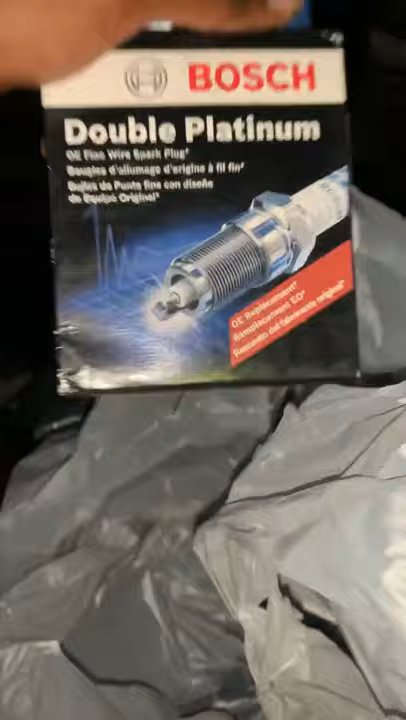 BOSCH
Double Platinum
OE Fine Wire Spark Plug*
Bougies d'allumage d'origine à fil fin*
Bujías de Punta fina con diseño
de Equipo Original*
OE Replacement*
Remplacement EO*
Repuesto del fabricante original*